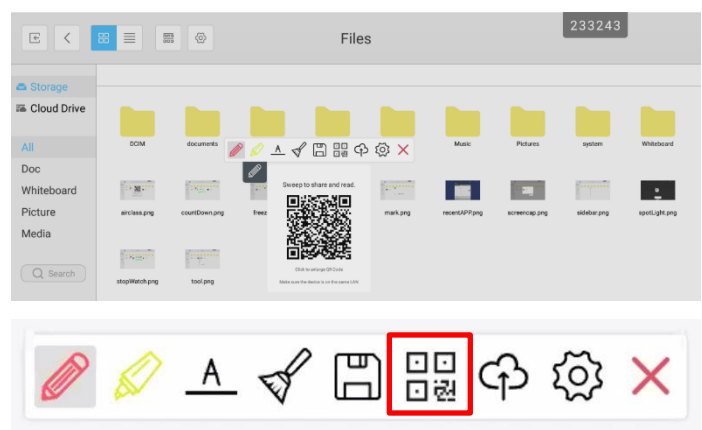 Files
233243
Storage
Cloud Drive
All
Doc
Whiteboard
Picture
Media
Search
DCIM
documents
Music
Pictures
system
Whiteboard
A
Sweep to share and read.
airclass.png
countDown.png
freez
mark.png
recentAPP.png
screencap.png
sidebar.png
spotLight.png
Click to enlarge QR Code
Make sure the device is on the same LAN
stopWatch.png
tool.png
A